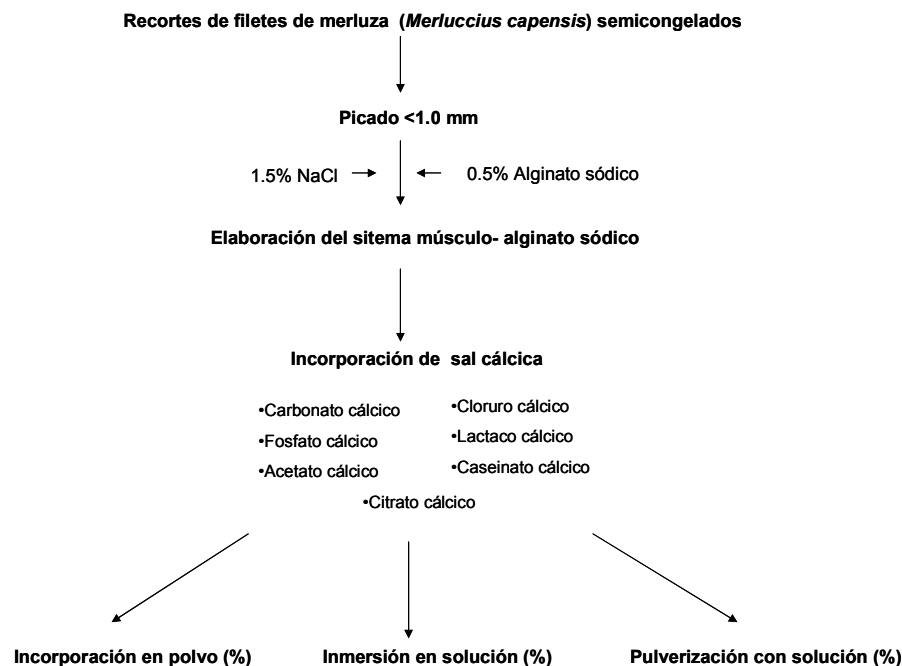 Recortes de filetes de merluza (Merluccius capensis) semicongelados
Picado <1.0 mm
1.5% NaCl
0.5% Alginato sódico
Elaboración del sitema músculo- alginato sódico
Incorporación de sal cálcica
•Carbonato cálcico
•Fosfato cálcico
•Acetato cálcico
•Cloruro cálcico
•Lactaco cálcico
•Caseinato cálcico
•Citrato cálcico
Incorporación en polvo (%)
Inmersión en solución (%)
Pulverización con solución (%)